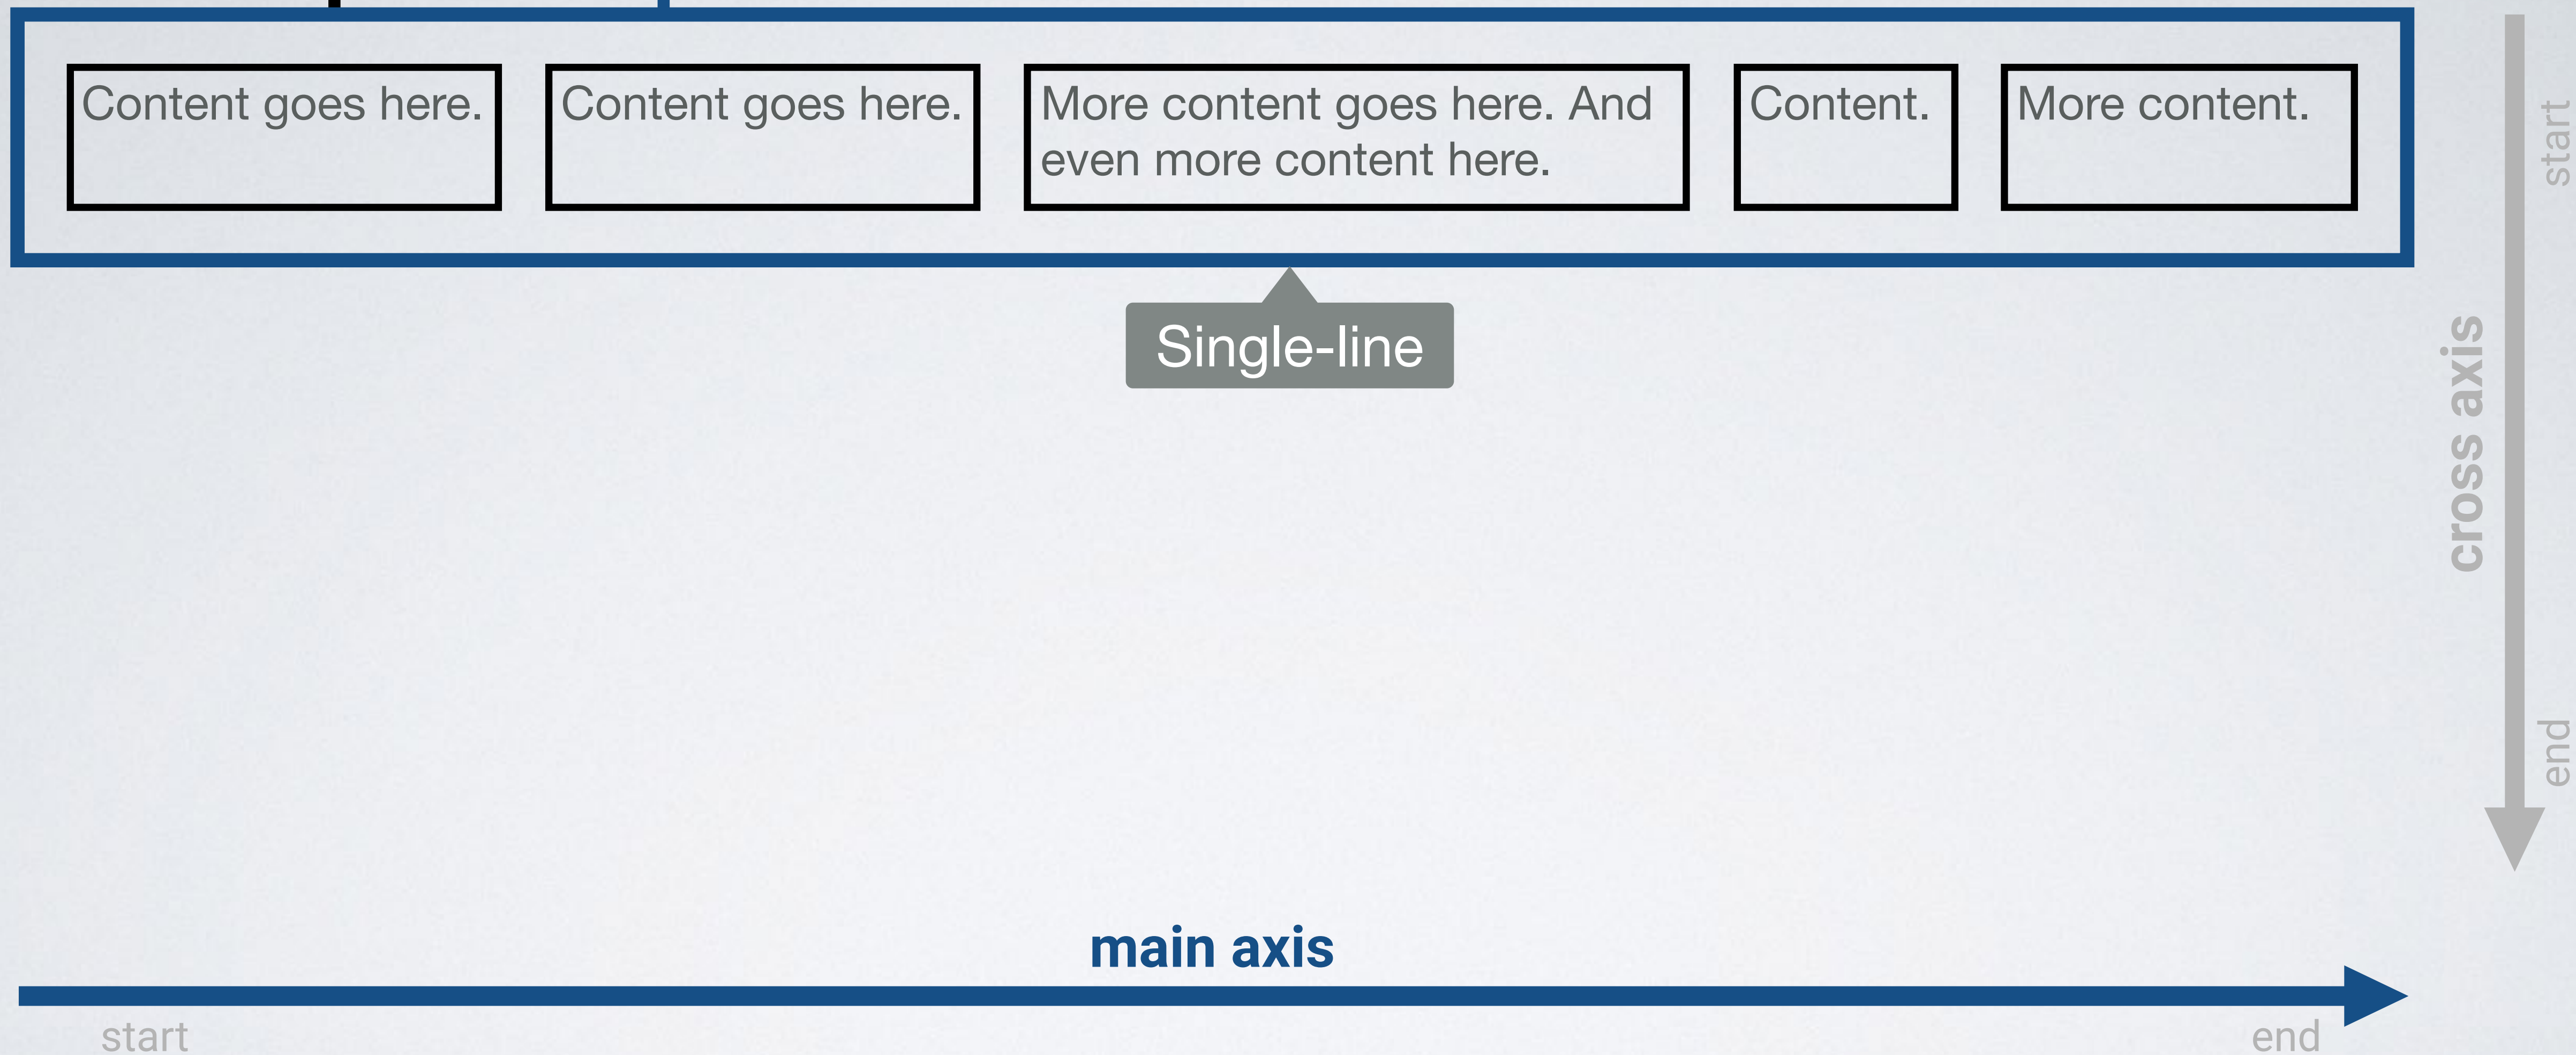 Content goes here.
Content goes here.
More content goes here. And
even more content here.
Content.
More content.
Single-line
start
cross axis
end
main axis
start
end